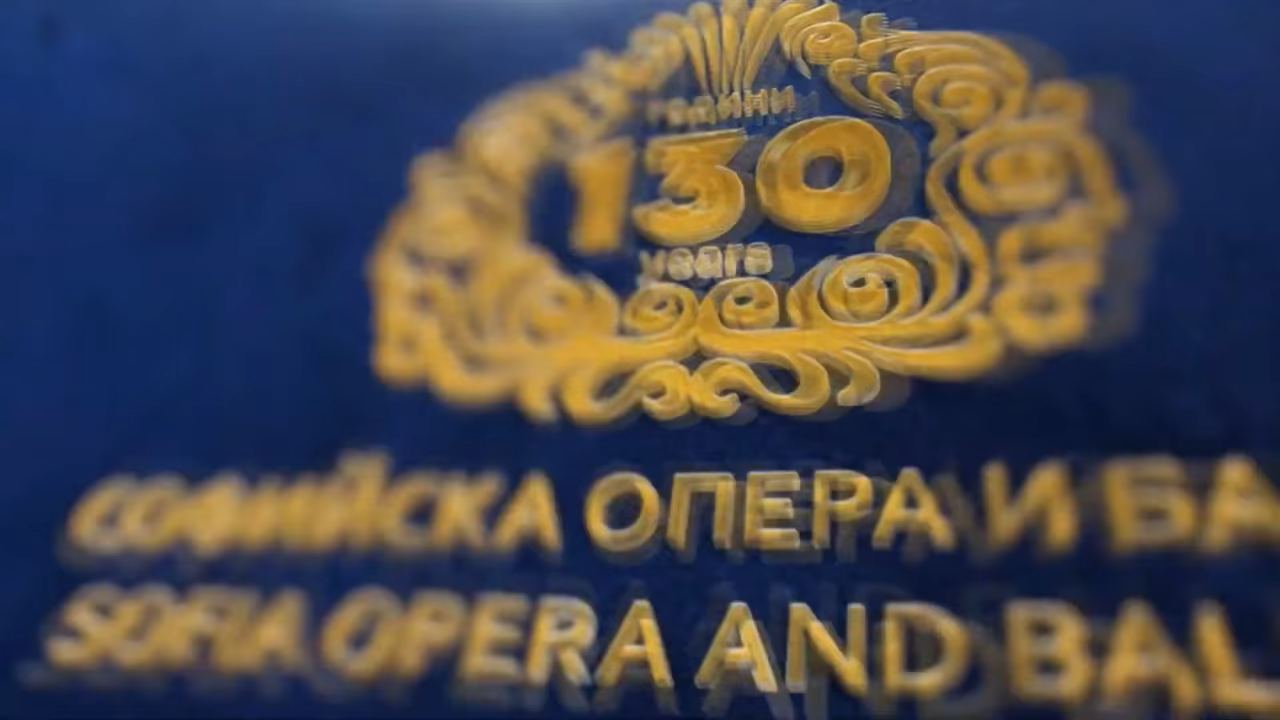 години
130
years
СОФИЙСКА ОПЕРА И БА
SOFIA OPERA AND BAL